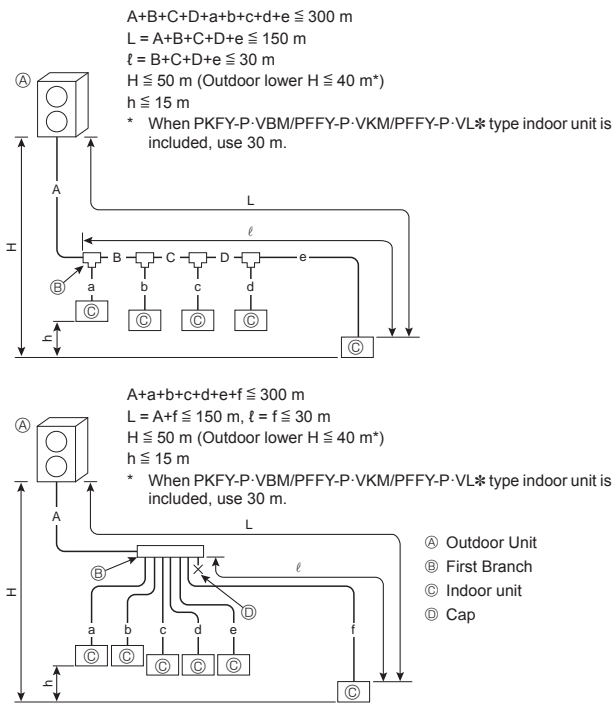 A+B+C+D+a+b+c+d+e ≦ 300 m
L = A+B+C+D+e ≦ 150 m
ℓ = B+C+D+e ≦ 30 m
H ≦ 50 m (Outdoor lower H ≦ 40 m*)
h ≦ 15 m
* When PKFY-P·VBM/PFFY-P·VKM/PFFY-P·VL✽ type indoor unit is
included, use 30 m.
Ⓐ
A
L
H
ℓ
B C D e
Ⓑ a b c d
Ⓒ Ⓒ Ⓒ Ⓒ
h
Ⓒ
A+a+b+c+d+e+f ≦ 300 m
L = A+f ≦ 150 m, ℓ = f ≦ 30 m
H ≦ 50 m (Outdoor lower H ≦ 40 m*)
h ≦ 15 m
* When PKFY-P·VBM/PFFY-P·VKM/PFFY-P·VL✽ type indoor unit is
included, use 30 m.
Ⓐ
A
L
H
Ⓑ
ℓ
Ⓓ
a b c d e f
Ⓒ Ⓒ Ⓒ Ⓒ Ⓒ
h
Ⓒ
Ⓐ Outdoor Unit
Ⓑ First Branch
Ⓒ Indoor unit
Ⓓ Cap